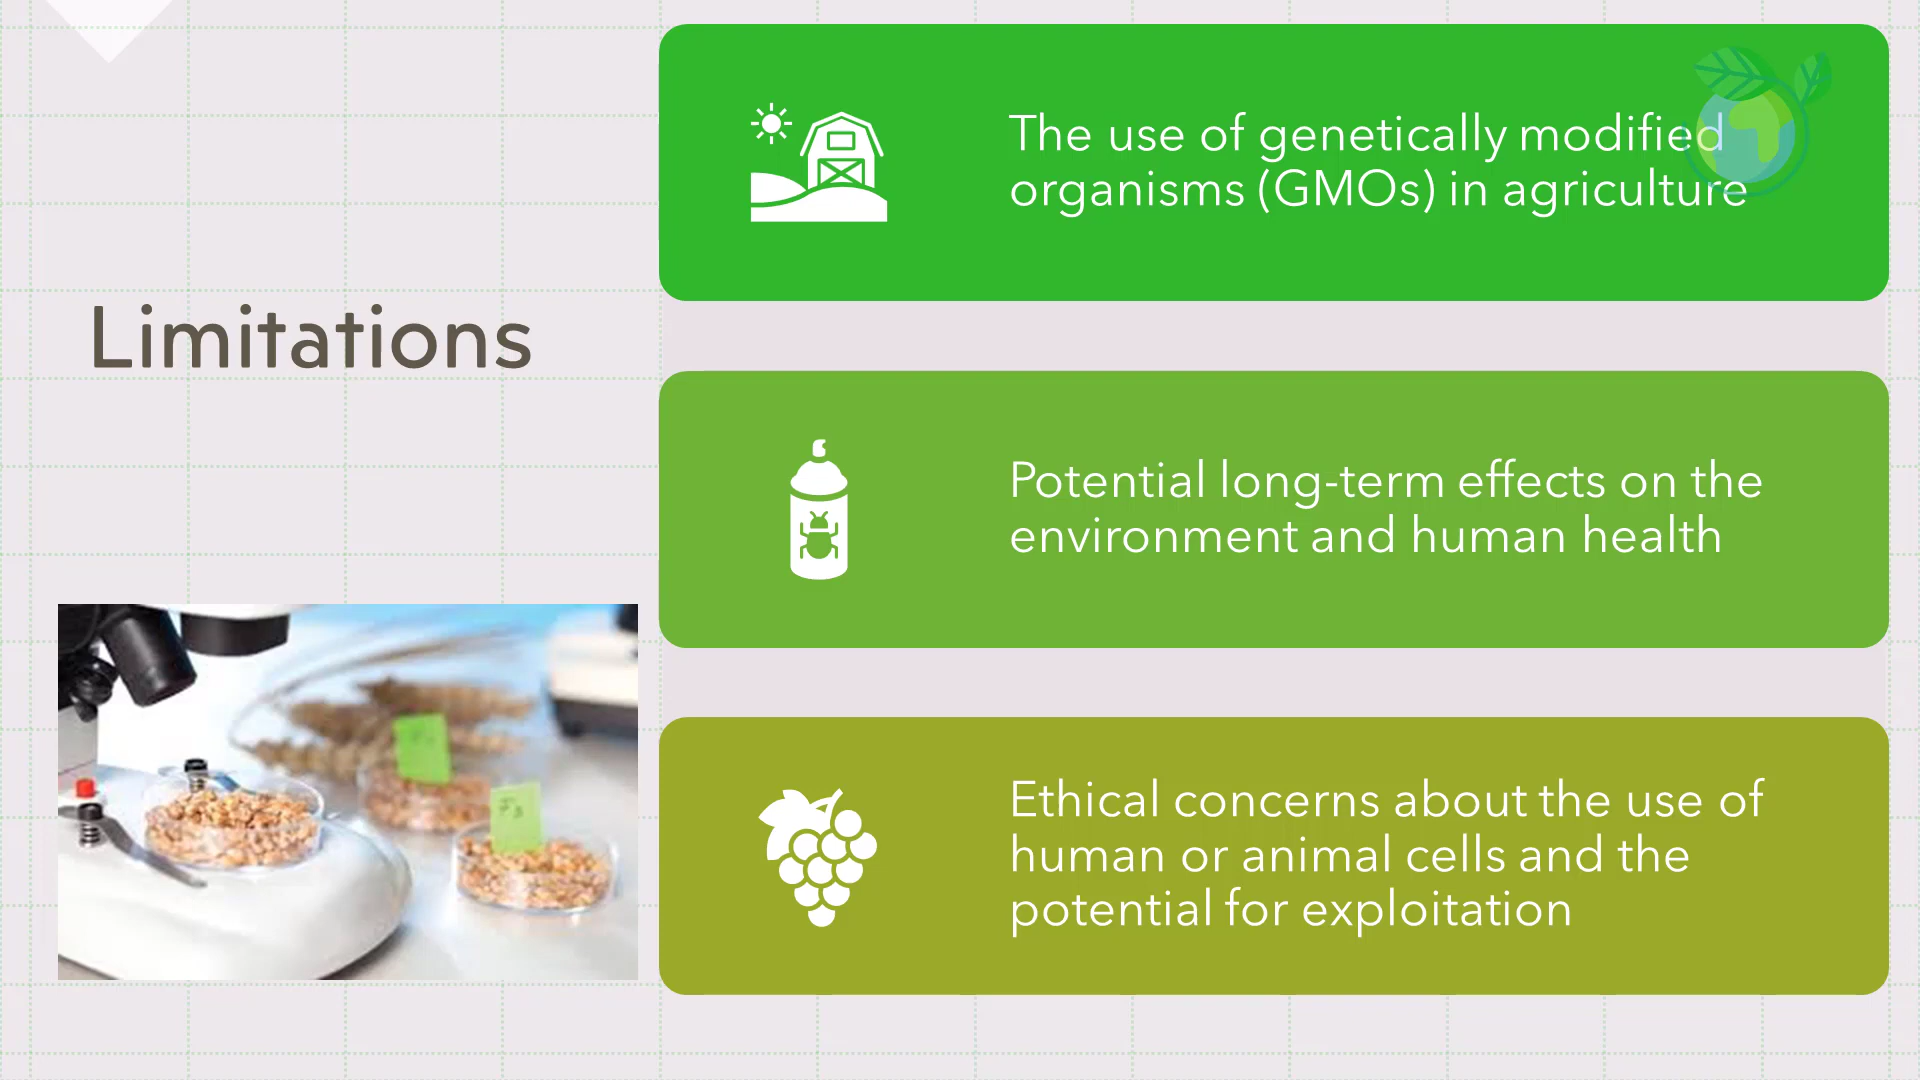 Limitations
The use of genetically modified
organisms (GMOs) in agriculture
Potential long-term effects on the
environment and human health
Ethical concerns about the use of
human or animal cells and the
potential for exploitation